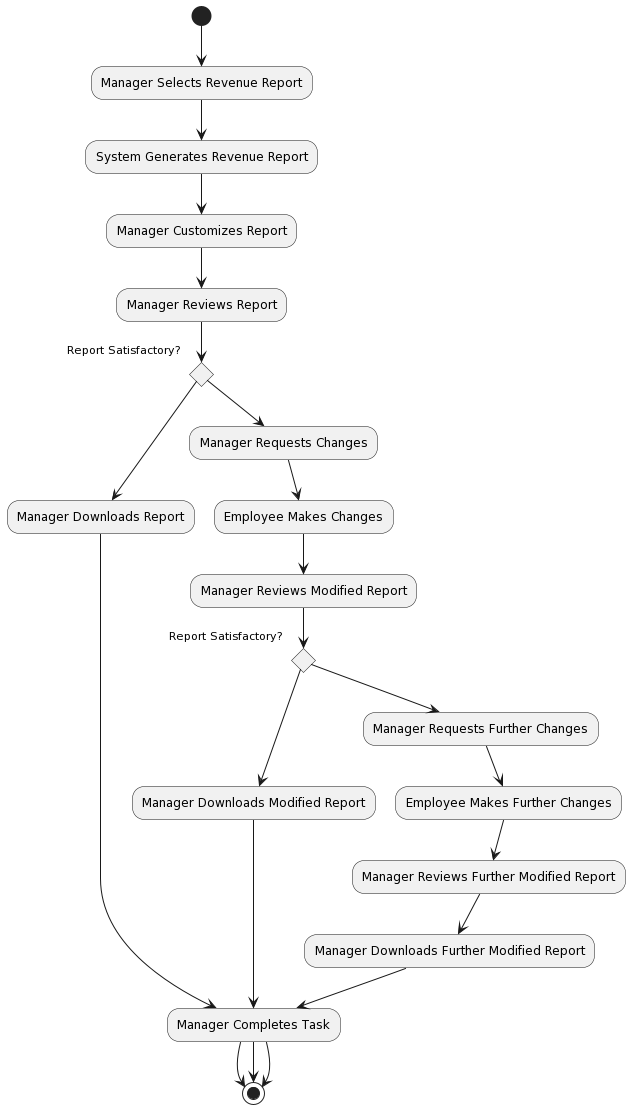 Manager Selects Revenue Report
System Generates Revenue Report
Manager Customizes Report
Manager Reviews Report
Report Satisfactory?
Manager Requests Changes
Manager Downloads Report
Employee Makes Changes
Manager Reviews Modified Report
Report Satisfactory?
Manager Requests Further Changes
Manager Downloads Modified Report
Employee Makes Further Changes
Manager Reviews Further Modified Report
Manager Downloads Further Modified Report
Manager Completes Task